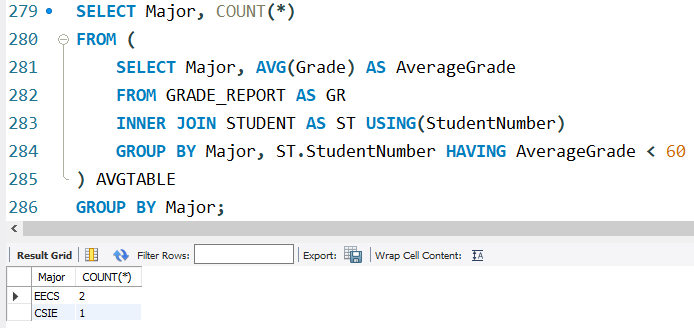 279 SELECT Major, COUNT(*)
280 FROM (
281 SELECT Major, AVG(Grade) AS AverageGrade
282 FROM GRADE_REPORT AS GR
283 INNER JOIN STUDENT AS ST USING(StudentNumber)
284 GROUP BY Major, ST.StudentNumber HAVING AverageGrade < 60
285 ) AVGTABLE
286 GROUP BY Major;
Result Grid Filter Rows: Export: Wrap Cell Content:
Major COUNT(*)
EECS 2
CSIE 1